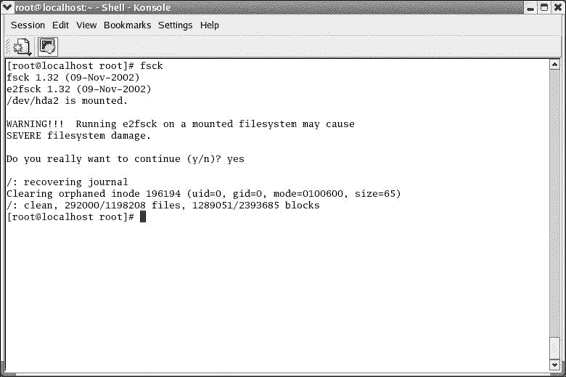 root@localhost:~ - Shell - Konsole
Session Edit View Bookmarks Settings Help
[root@localhost root]# fsck
fsck 1.32 (09-Nov-2002)
e2fsck 1.32 (09-Nov-2002)
/dev/hda2 is mounted.
WARNING!!!  Running e2fsck on a mounted filesystem may cause
SEVERE filesystem damage.
Do you really want to continue (y/n)? yes
/: recovering journal
Clearing orphaned inode 196194 (uid=0, gid=0, mode=0100600, size=65)
/: clean, 292000/1198208 files, 1289051/2393685 blocks
[root@localhost root]#